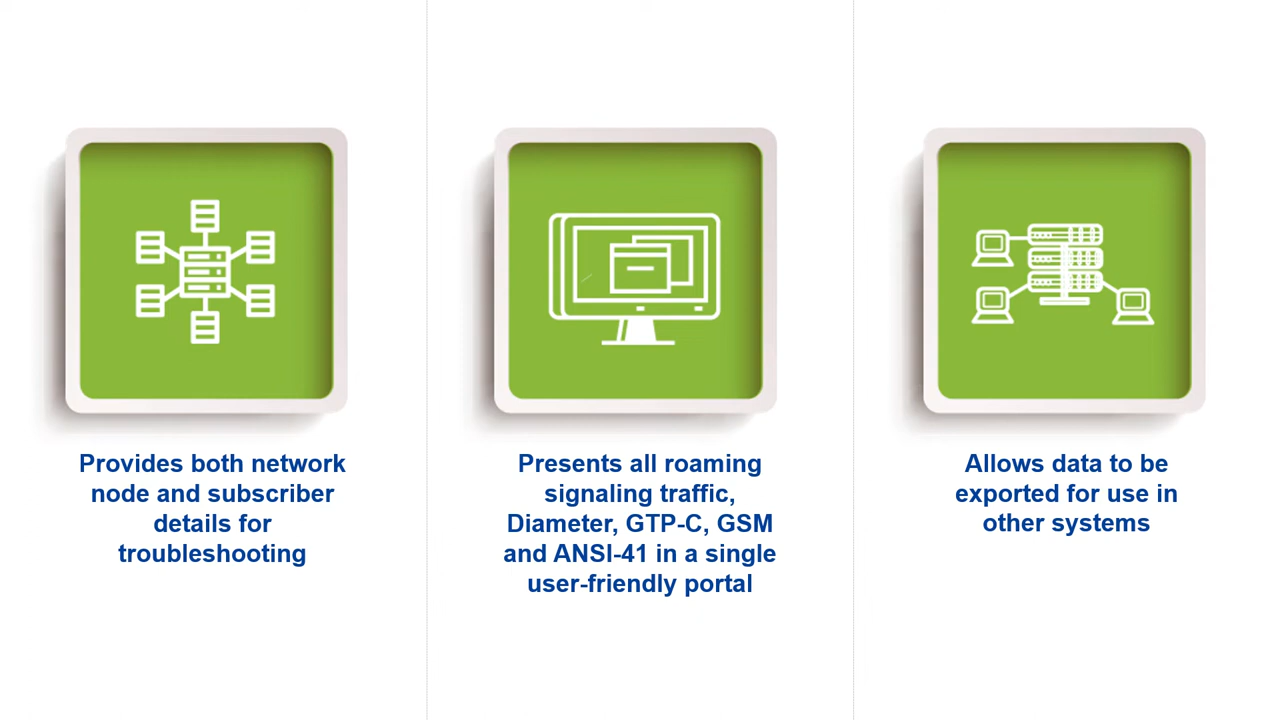 Provides both network
node and subscriber
details for
troubleshooting
Presents all roaming
signaling traffic,
Diameter, GTP-C, GSM
and ANSI-41 in a single
user-friendly portal
Allows data to be
exported for use in
other systems